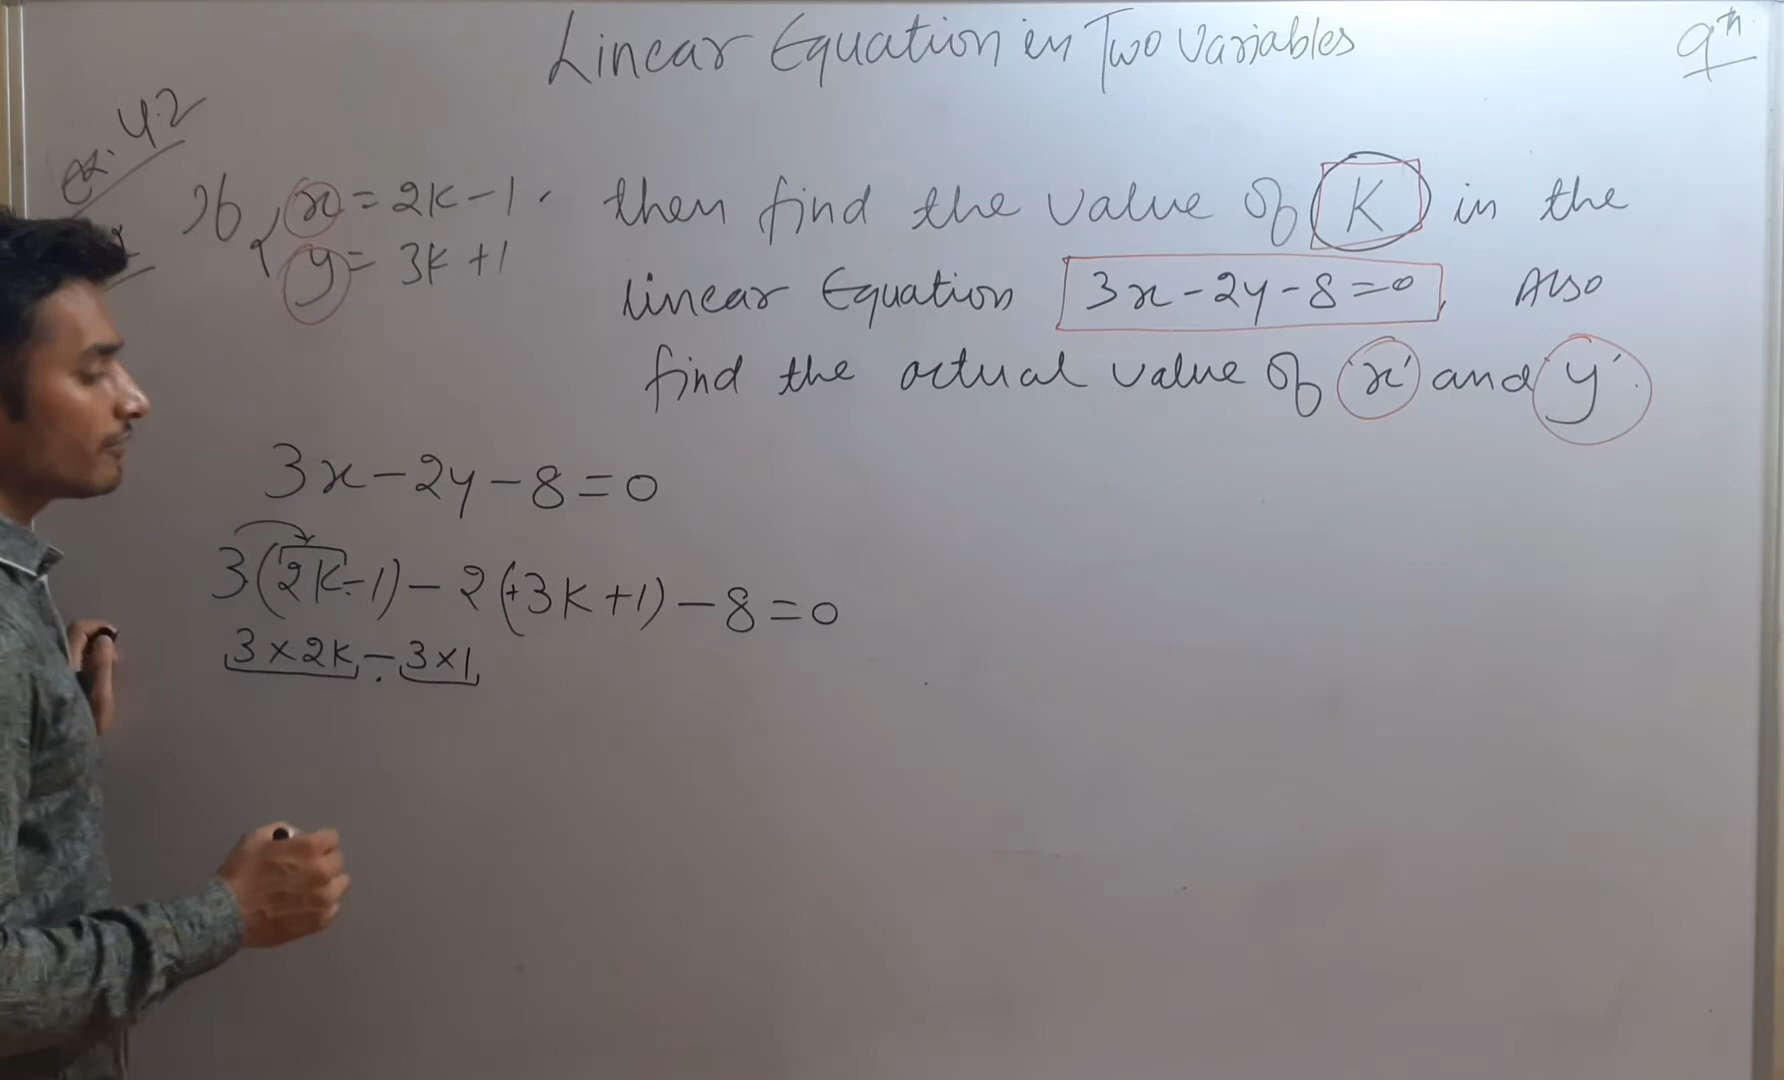 Linear Equation in Two Variables
9th
ex. 4.2
If, x = 2k - 1, then find the value of K in the
y = 3k + 1
linear Equation 3x - 2y - 8 = 0, Also
find the actual value of 'x' and 'y'.
3x - 2y - 8 = 0
3(2k - 1) - 2(+3k + 1) - 8 = 0
3 × 2k - 3 × 1